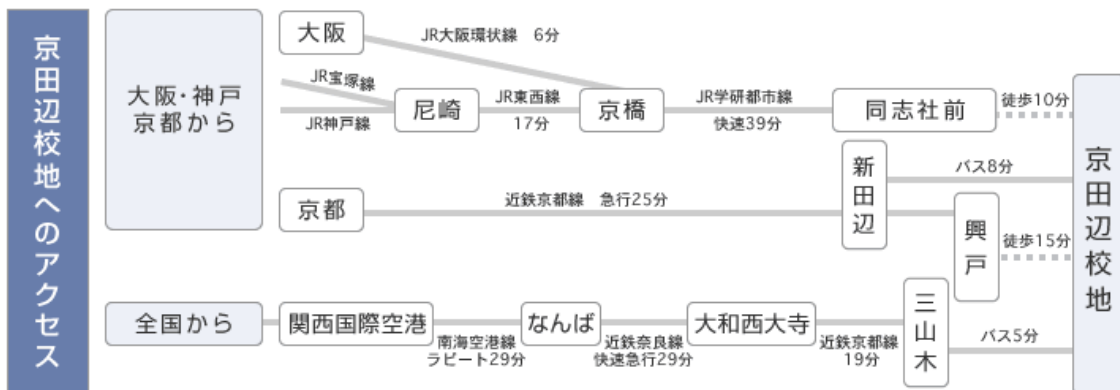 京田辺校地へのアクセス
大阪・神戸
京都から
大阪
JR大阪環状線 6分
JR宝塚線
JR神戸線
尼崎
JR東西線
17分
京橋
JR学研都市線
快速39分
同志社前
徒歩10分
京都
近鉄京都線 急行25分
新田辺
バス8分
興戸
徒歩15分
全国から
関西国際空港
南海空港線
ラピート29分
なんば
近鉄奈良線
快速急行29分
大和西大寺
近鉄京都線
19分
三山木
バス5分
京田辺校地